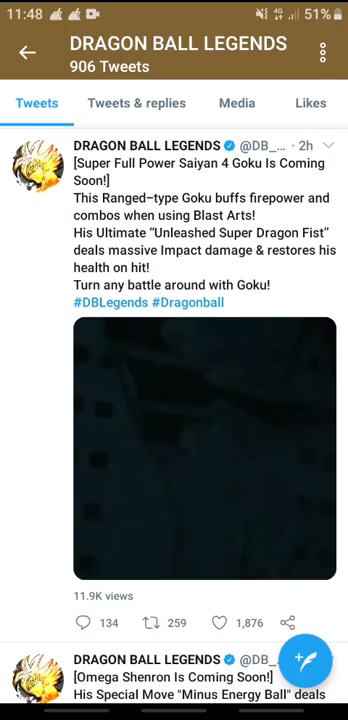 11:48 4G 51%
DRAGON BALL LEGENDS
906 Tweets
Tweets Tweets & replies Media Likes
DRAGON BALL LEGENDS @DB_... · 2h
[Super Full Power Saiyan 4 Goku Is Coming
Soon!]
This Ranged-type Goku buffs firepower and
combos when using Blast Arts!
His Ultimate “Unleashed Super Dragon Fist”
deals massive Impact damage & restores his
health on hit!
Turn any battle around with Goku!
#DBLegends #Dragonball
11.9K views
134 259 1,876
DRAGON BALL LEGENDS @DB_
[Omega Shenron Is Coming Soon!]
His Special Move "Minus Energy Ball" deals